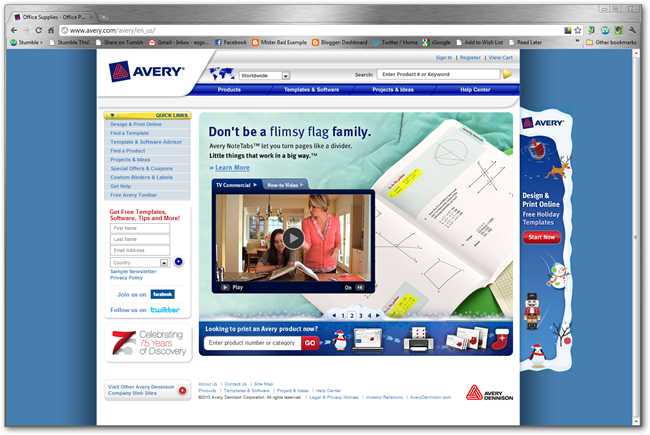 Office Supplies - Office P...
www.avery.com/avery/en_us/
Stumble
Stumble This!
Share on Tumblr
Gmail - Inbox -
Facebook
Mister Bad Example
Blogger: Dashboard
Twitter / Home
iGoogle
Add to Wish List
Read Later
Other bookmarks
Sign In | Register | View Cart
AVERY
Worldwide
Search:
Enter Product # or Keyword
Products
Templates & Software
Projects & Ideas
Help Center
QUICK LINKS
Design & Print Online
Find a Template
Template & Software Advisor
Find a Product
Projects & Ideas
Special Offers & Coupons
Custom Binders & Labels
Get Help
Free Avery Toolbar
Get Free Templates,
Software, Tips and More!
First Name
Last Name
Email Address
Country
Sample Newsletter
Privacy Policy
Join us on facebook
Follow us on twitter
75 Celebrating
75 Years
of Discovery
Visit Other Avery Dennison
Company Web Sites
Don't be a flimsy flag family.
Avery NoteTabs™ let you turn pages like a divider.
Little things that work in a big way.™
» Learn More
TV Commercial
How-to Video
Play
On
1 2 3 4
Looking to print an Avery product now?
Enter product number or category
GO
AVERY
Design &
Print Online
Free Holiday
Templates
Start Now
About Us | Contact Us | Site Map
Products | Templates & Software | Projects & Ideas | Help Center
©2010 Avery Dennison Corporation. All rights reserved. | Legal & Privacy Notices | Investor Relations | AveryDennison.com
AVERY
DENNISON